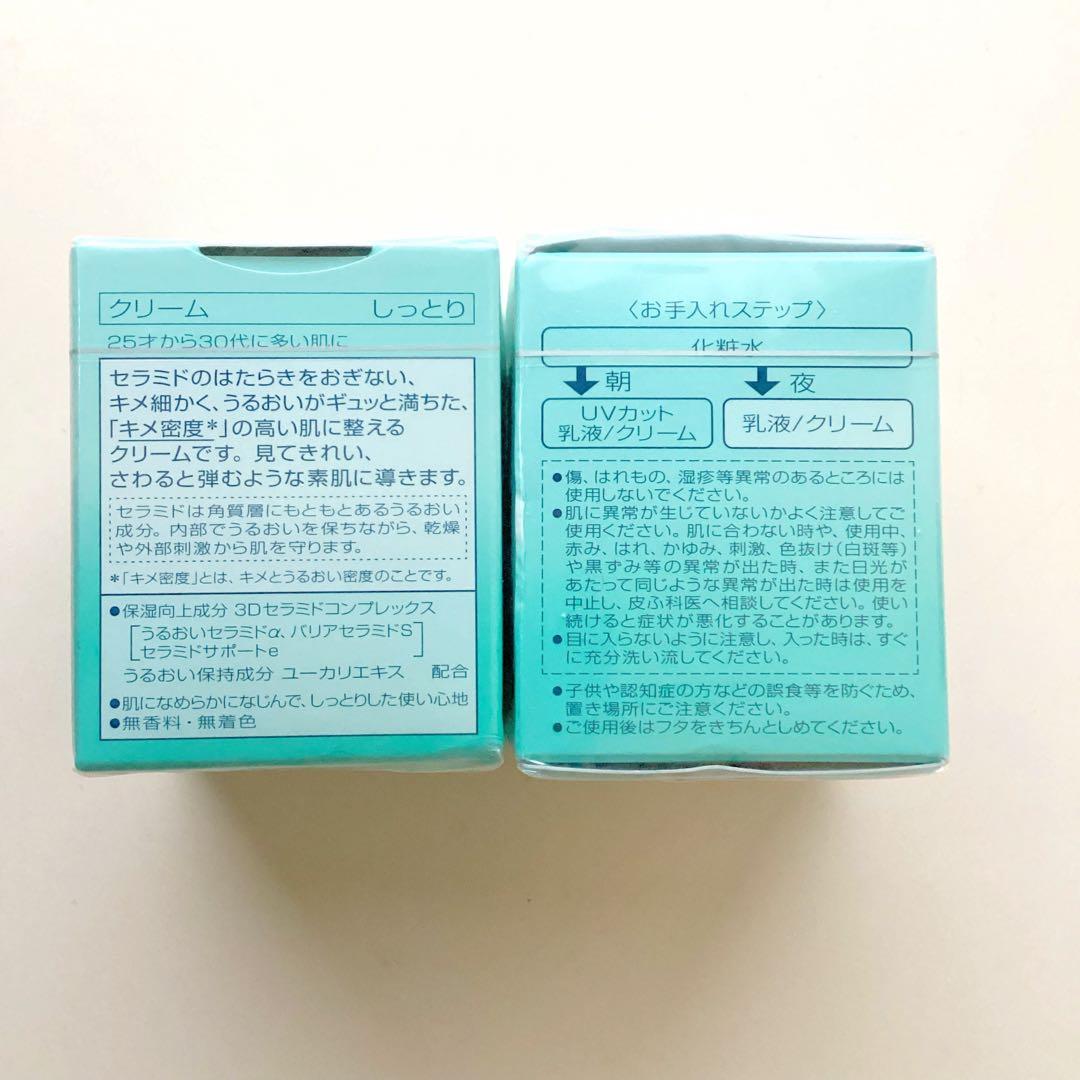 クリーム しっとり
25才から30代に多い肌に
セラミドのはたらきをおぎない、
キメ細かく、うるおいがギュッと満ちた、
「キメ密度*」の高い肌に整える
クリームです。見てきれい、
さわると弾むような素肌に導きます。
セラミドは角質層にもともとあるうるおい
成分。内部でうるおいを保ちながら、乾燥
や外部刺激から肌を守ります。
*「キメ密度」とは、キメとうるおい密度のことです。
●保湿向上成分 3Dセラミドコンプレックス
[うるおいセラミドα、バリアセラミドS
セラミドサポートe]
うるおい保持成分 ユーカリエキス 配合
●肌になめらかになじんで、しっとりした使い心地
●無香料・無着色
〈お手入れステップ〉
化粧水
朝 夜
UVカット
乳液/クリーム
乳液/クリーム
●傷、はれもの、湿疹等異常のあるところには
使用しないでください。
●肌に異常が生じていないかよく注意してご
使用ください。肌に合わない時や、使用中、
赤み、はれ、かゆみ、刺激、色抜け(白斑等)
や黒ずみ等の異常が出た時、また日光が
あたって同じような異常が出た時は使用を
中止し、皮ふ科医へ相談してください。使い
続けると症状が悪化することがあります。
●目に入らないように注意し、入った時は、すぐ
に充分洗い流してください。
●子供や認知症の方などの誤食等を防ぐため、
置き場所にご注意ください。
●ご使用後はフタをきちんとしめてください。